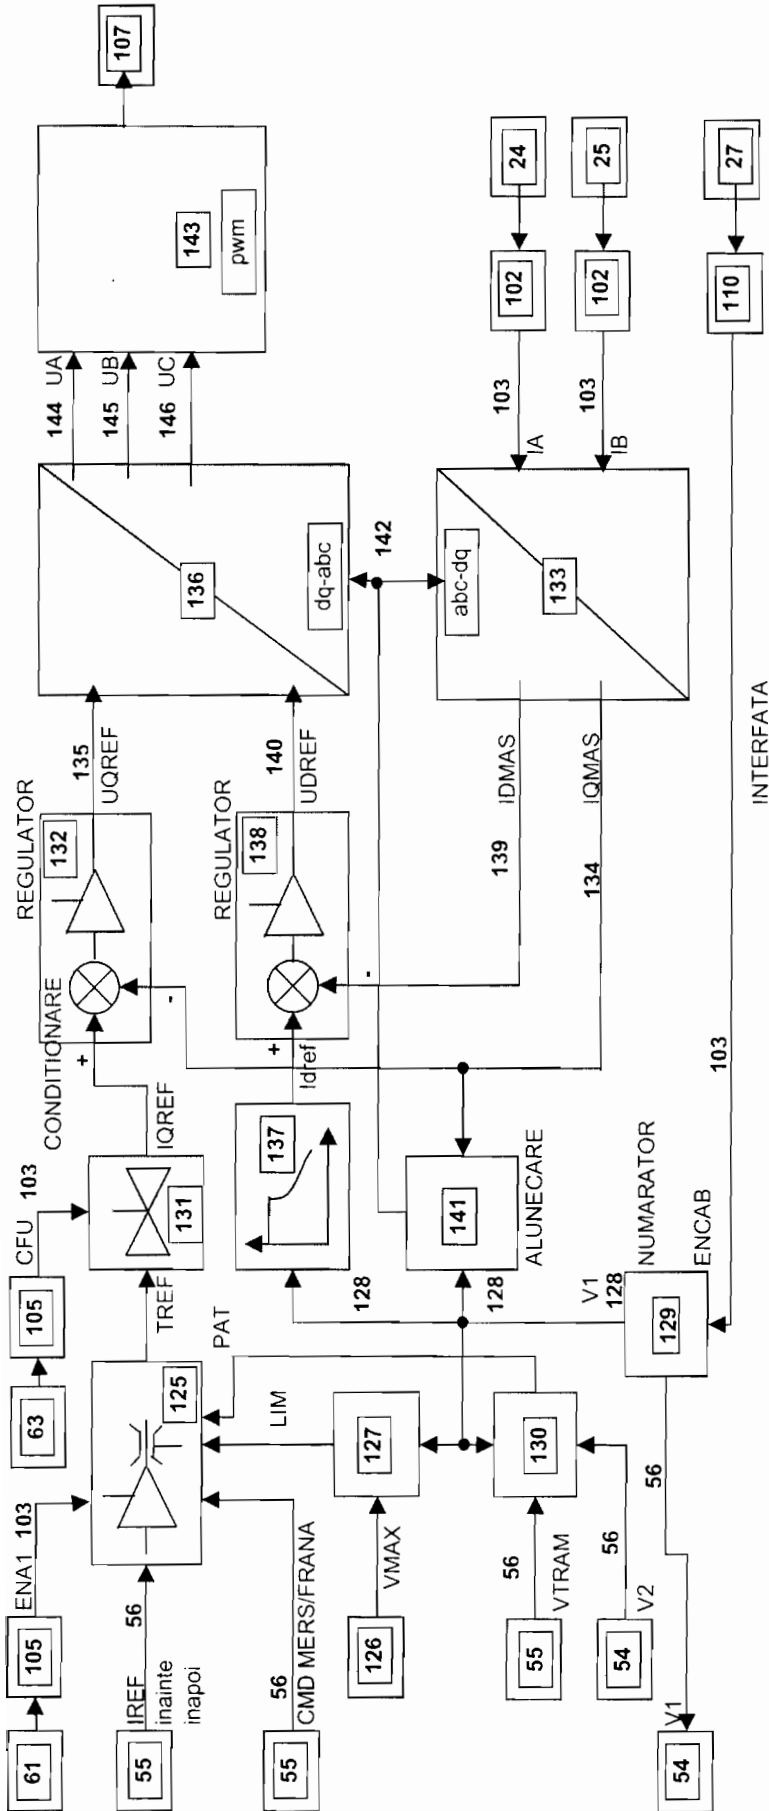 61
105
ENA1
103
55
IREF
inainte
inapoi
56
55
CMD MERS/FRANA
56
63
105
CFU
103
125
TREF
PAT
LIM
131
IQREF
CONDITIONARE
+
-
REGULATOR
132
135
UQREF
137
Idref
+
-
REGULATOR
138
140
UDREF
136
dq-abc
144
UA
145
UB
146
UC
143
pwm
107
126
VMAX
127
128
55
VTRAM
56
130
54
V2
56
141
ALUNECARE
128
142
abc-dq
133
139
IDMAS
134
IQMAS
IA
103
102
24
IB
103
102
25
54
V1
56
129
V1
128
NUMARATOR
ENCAB
103
INTERFATA
110
27